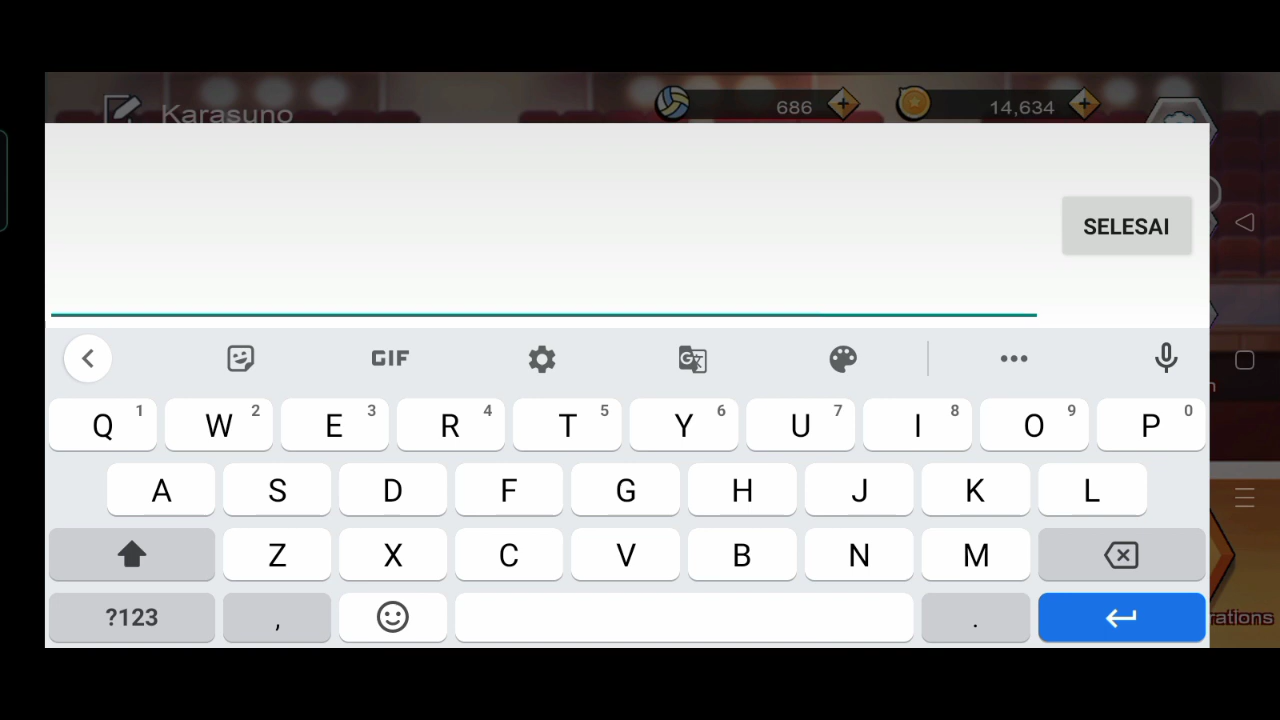 Karasuno 686 14,634
SELESAI
GIF
Q 1 W 2 E 3 R 4 T 5 Y 6 U 7 I 8 O 9 P 0
A S D F G H J K L
Z X C V B N M
?123 , .
rations